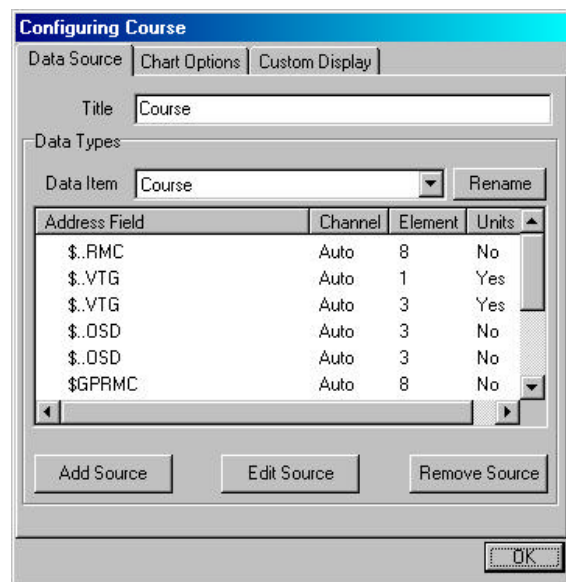 Configuring Course
Data Source Chart Options Custom Display
Title Course
Data Types
Data Item Course Rename
Address Field Channel Element Units
$..RMC Auto 8 No
$..VTG Auto 1 Yes
$..VTG Auto 3 Yes
$..OSD Auto 3 No
$..OSD Auto 3 No
$GPRMC Auto 8 No
Add Source Edit Source Remove Source
OK